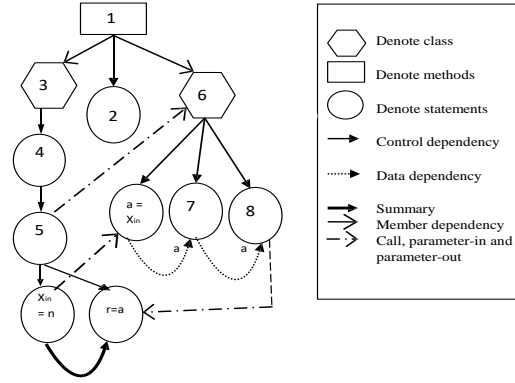 1
3
2
6
4
5
a =
Xin
7
8
a
a
Xin
= n
r=a
Denote class
Denote methods
Denote statements
Control dependency
Data dependency
Summary
Member dependency
Call, parameter-in and
parameter-out